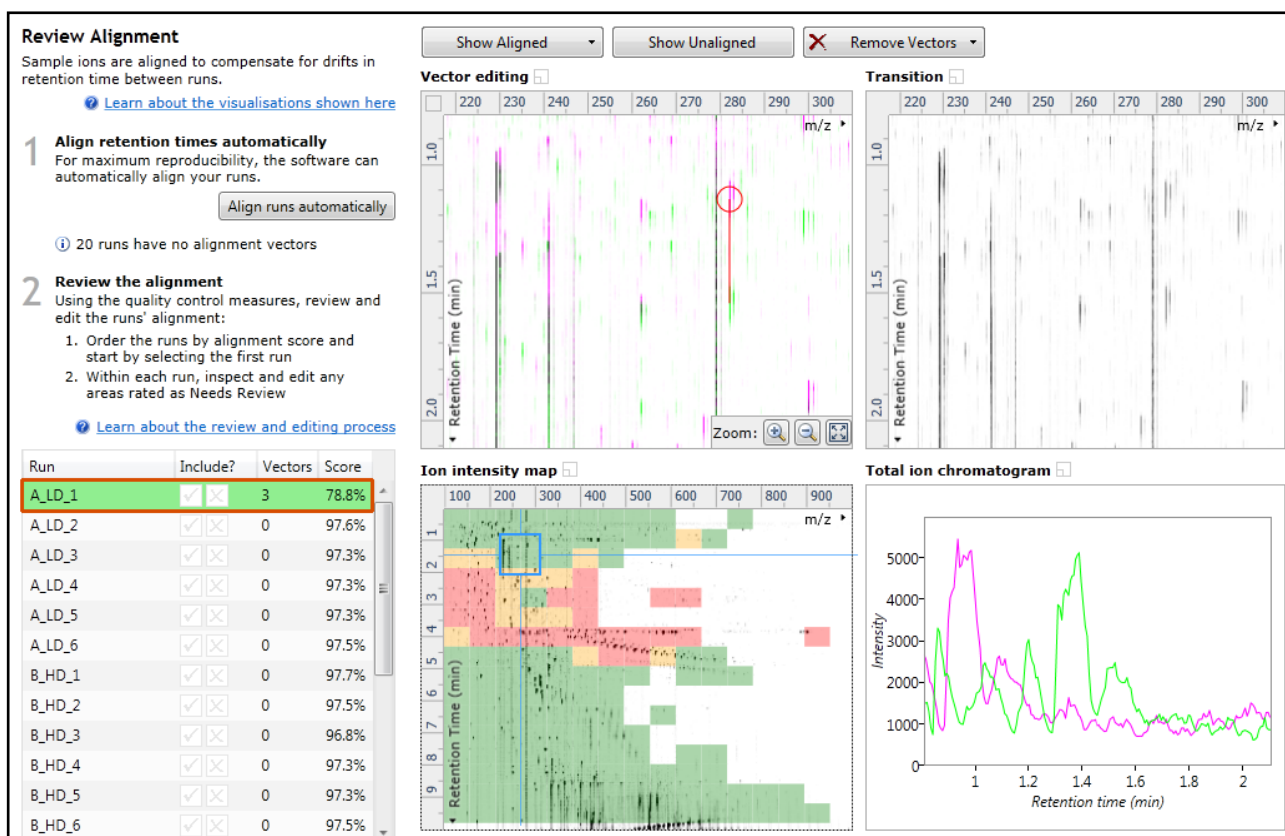 Review Alignment
Sample ions are aligned to compensate for drifts in
retention time between runs.
Learn about the visualisations shown here
1
Align retention times automatically
For maximum reproducibility, the software can
automatically align your runs.
Align runs automatically
20 runs have no alignment vectors
2
Review the alignment
Using the quality control measures, review and
edit the runs' alignment:
1. Order the runs by alignment score and
start by selecting the first run
2. Within each run, inspect and edit any
areas rated as Needs Review
Learn about the review and editing process
Run Include? Vectors Score
A_LD_1 3 78.8%
A_LD_2 0 97.6%
A_LD_3 0 97.3%
A_LD_4 0 97.3%
A_LD_5 0 97.3%
A_LD_6 0 97.5%
B_HD_1 0 97.7%
B_HD_2 0 97.5%
B_HD_3 0 96.8%
B_HD_4 0 97.3%
B_HD_5 0 97.3%
B_HD_6 0 97.5%
Show Aligned
Show Unaligned
Remove Vectors
Vector editing
220 230 240 250 260 270 280 290 300
m/z
1.0
1.5
2.0
Retention Time (min)
Zoom:
Transition
220 230 240 250 260 270 280 290 300
m/z
1.0
1.5
2.0
Retention Time (min)
Ion intensity map
100 200 300 400 500 600 700 800 900
m/z
1
2
3
4
5
6
7
8
9
Retention Time (min)
Total ion chromatogram
Intensity
5000
4000
3000
2000
1000
0
1 1.2 1.4 1.6 1.8 2
Retention time (min)